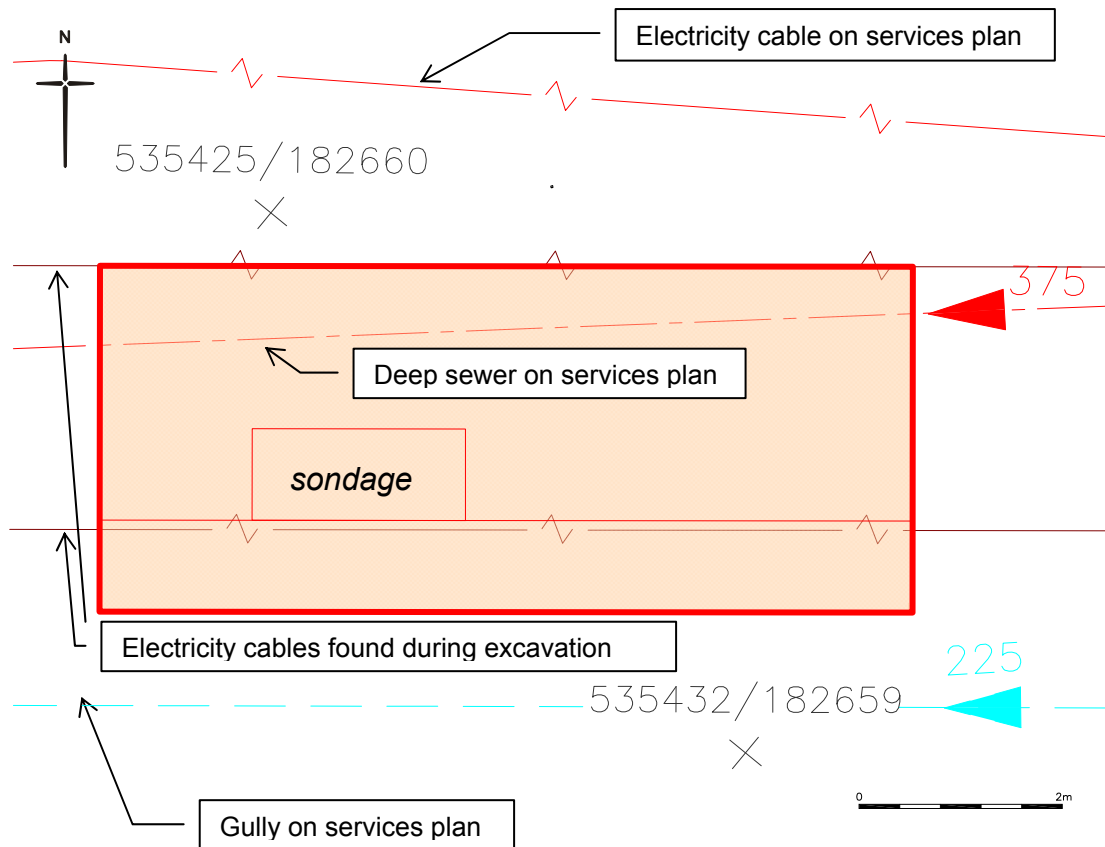 Electricity cable on services plan
N
535425/182660
375
Deep sewer on services plan
sondage
Electricity cables found during excavation
225
535432/182659
0 2m
Gully on services plan